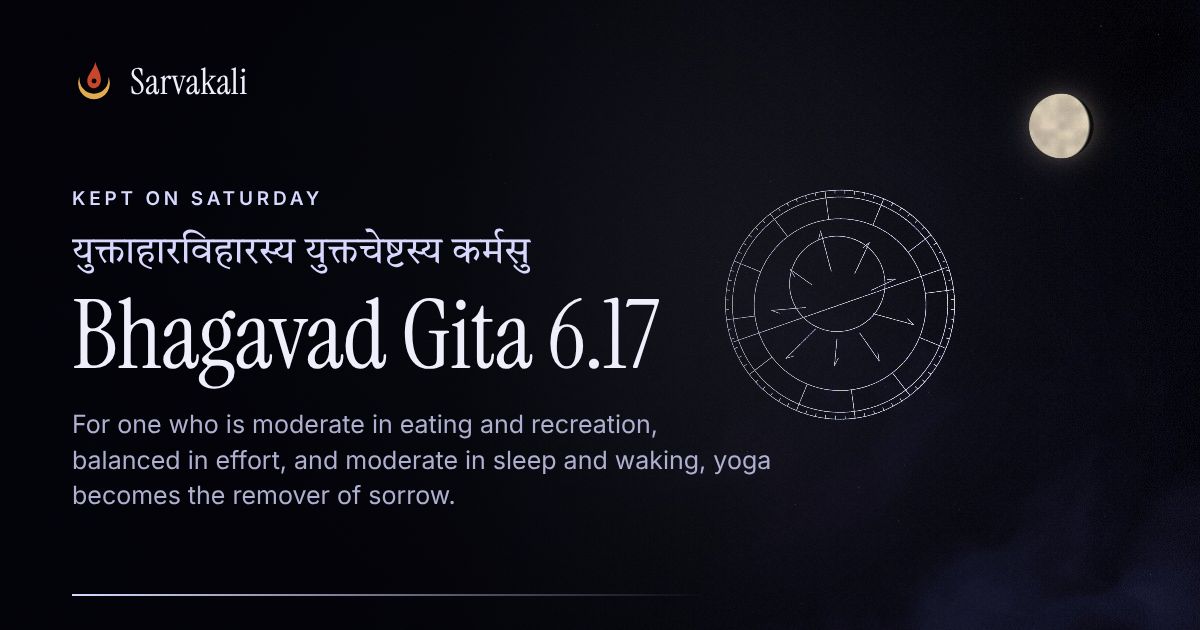 Sarvakali
KEPT ON SATURDAY
युक्ताहारविहारस्य युक्तचेष्टस्य कर्मसु
Bhagavad Gita 6.17
For one who is moderate in eating and recreation,
balanced in effort, and moderate in sleep and waking, yoga
becomes the remover of sorrow.